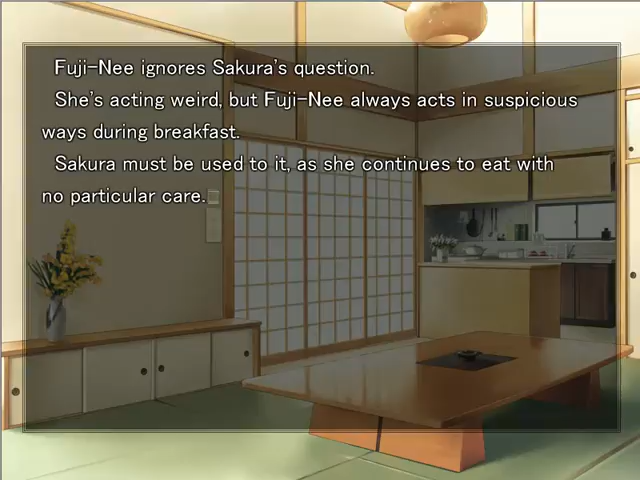 Fuji-Nee ignores Sakura's question.
She's acting weird, but Fuji-Nee always acts in suspicious
ways during breakfast.
Sakura must be used to it, as she continues to eat with
no particular care.